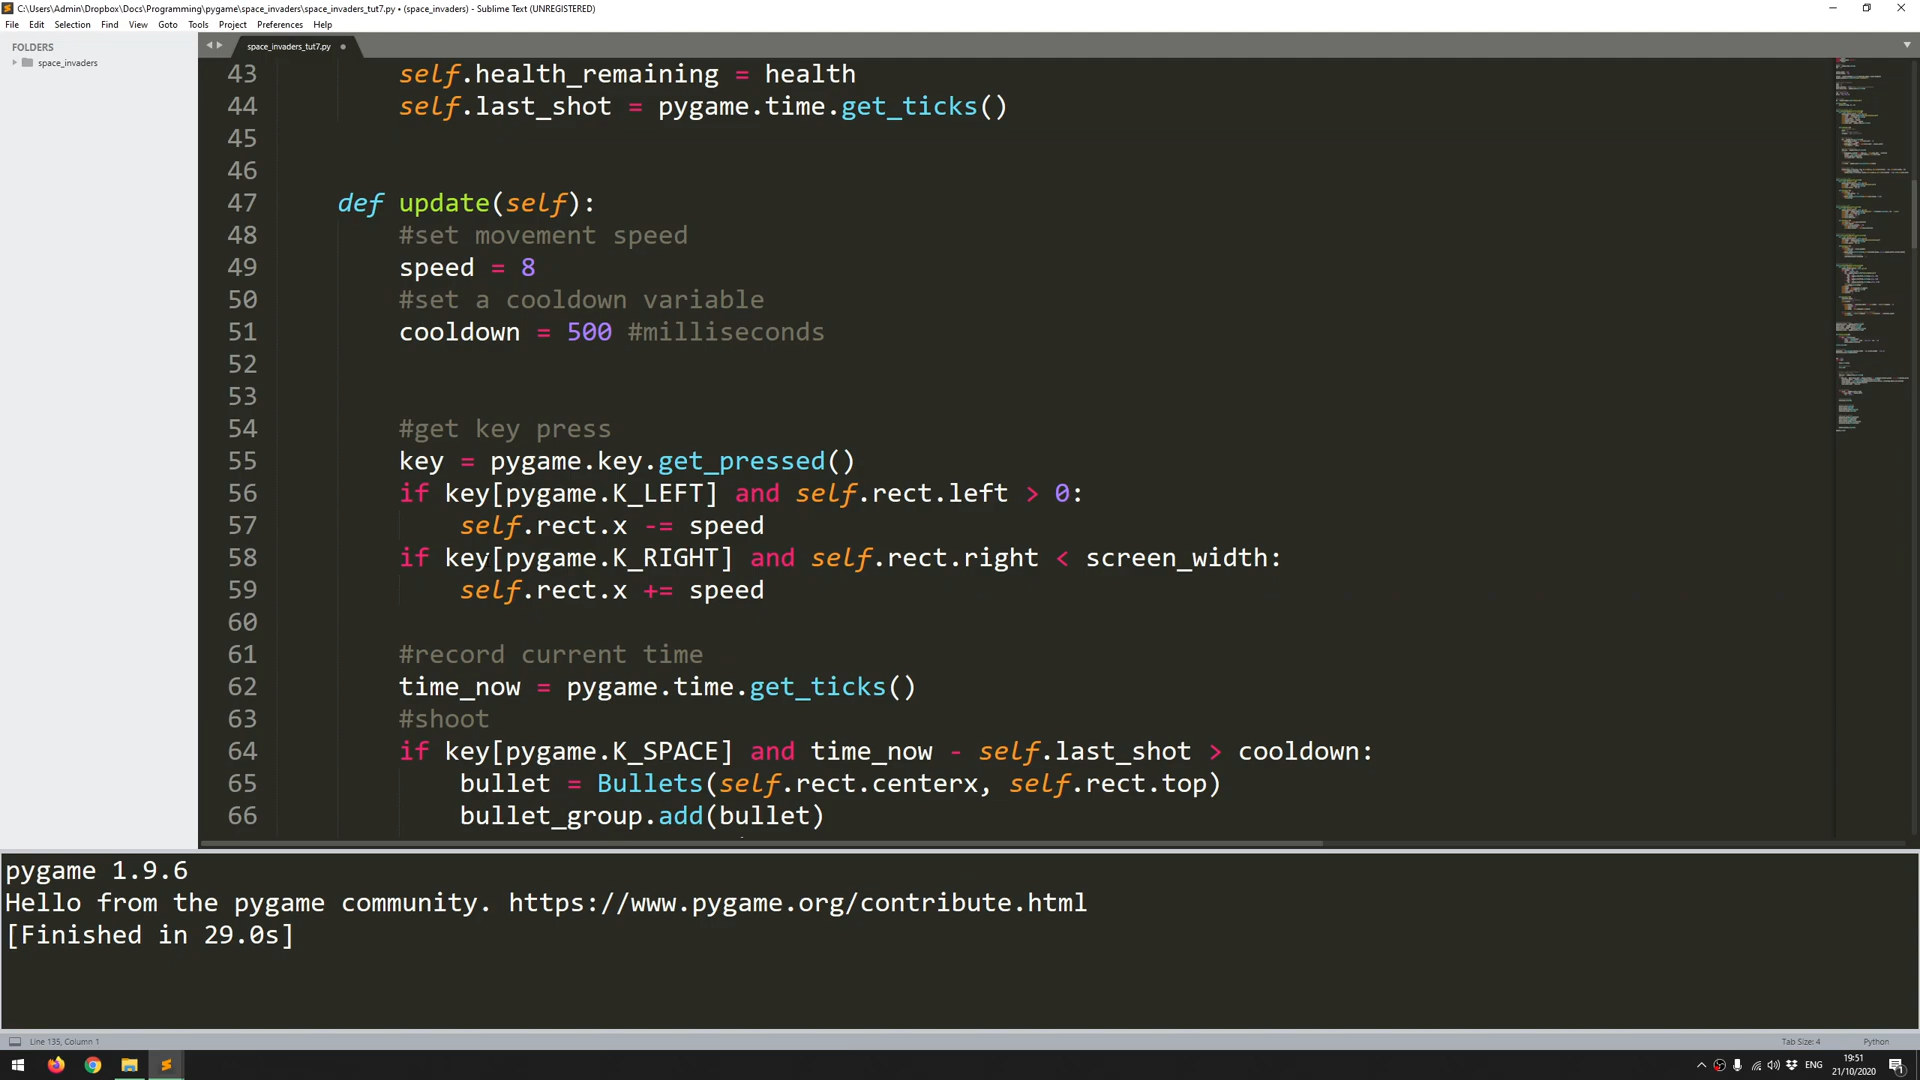 C:\Users\Admin\Dropbox\Docs\Programming\pygame\space_invaders\space_invaders_tut7.py • (space_invaders) - Sublime Text (UNREGISTERED)
File Edit Selection Find View Goto Tools Project Preferences Help
FOLDERS
space_invaders
space_invaders_tut7.py
43 self.health_remaining = health
44 self.last_shot = pygame.time.get_ticks()
45
46
47 def update(self):
48 #set movement speed
49 speed = 8
50 #set a cooldown variable
51 cooldown = 500 #milliseconds
52
53
54 #get key press
55 key = pygame.key.get_pressed()
56 if key[pygame.K_LEFT] and self.rect.left > 0:
57 self.rect.x -= speed
58 if key[pygame.K_RIGHT] and self.rect.right < screen_width:
59 self.rect.x += speed
60
61 #record current time
62 time_now = pygame.time.get_ticks()
63 #shoot
64 if key[pygame.K_SPACE] and time_now - self.last_shot > cooldown:
65 bullet = Bullets(self.rect.centerx, self.rect.top)
66 bullet_group.add(bullet)
pygame 1.9.6
Hello from the pygame community. https://www.pygame.org/contribute.html
[Finished in 29.0s]
Line 135, Column 1
Tab Size: 4
Python
ENG
19:51
21/10/2020